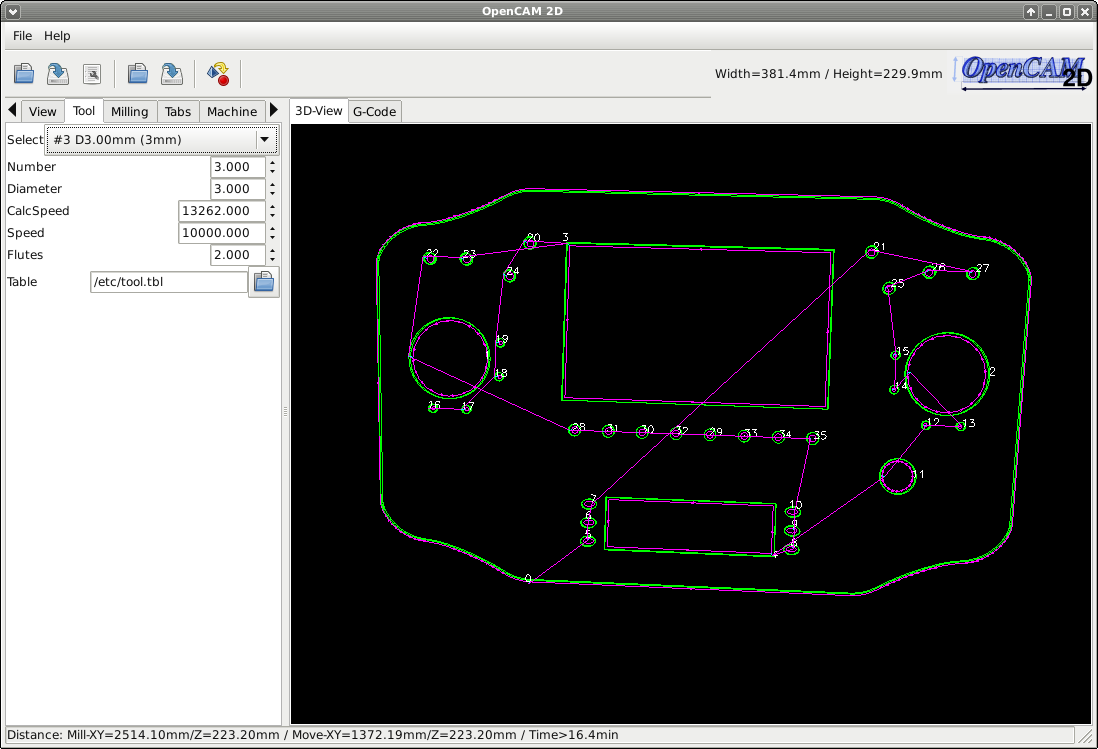 OpenCAM 2D
File Help
Width=381.4mm / Height=229.9mm
OpenCAM 2D
View Tool Milling Tabs Machine
3D-View G-Code
Select #3 D3.00mm (3mm)
Number 3.000
Diameter 3.000
CalcSpeed 13262.000
Speed 10000.000
Flutes 2.000
Table /etc/tool.tbl
20 3 21
22 23 24 25 26 27
19 15 2
18 14
16 17 12 13
28 31 30 32 29 33 34 35
11
7 10
6 9
5 8
0
Distance: Mill-XY=2514.10mm/Z=223.20mm / Move-XY=1372.19mm/Z=223.20mm / Time>16.4min